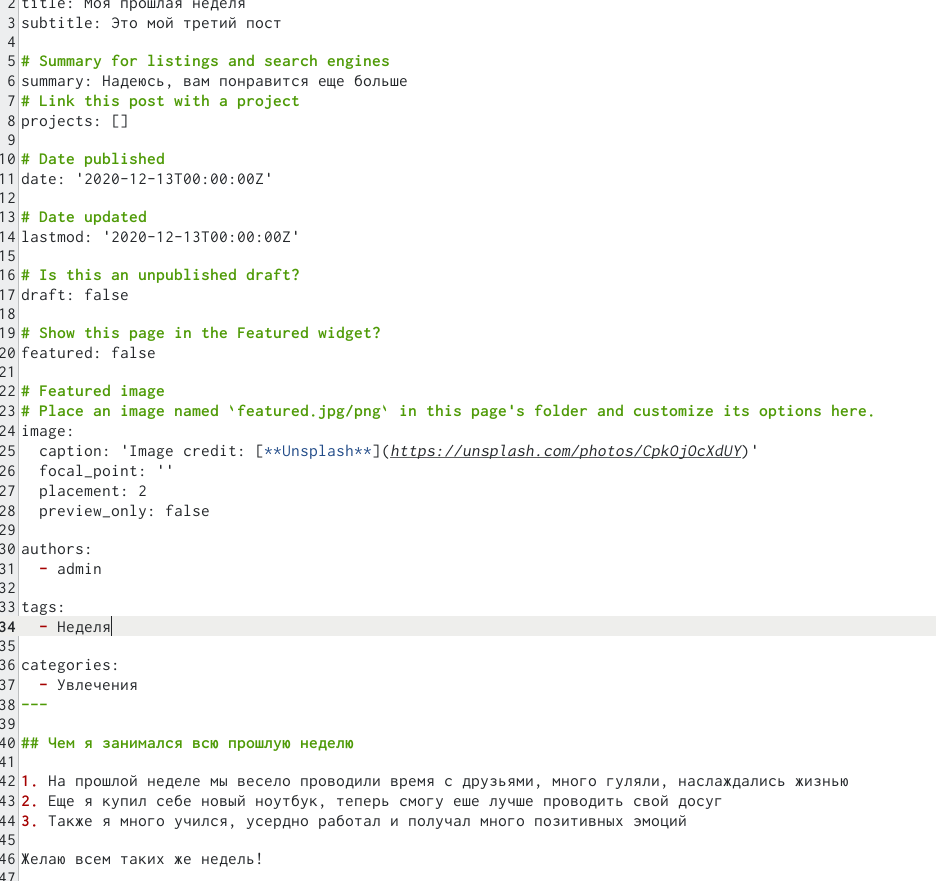 2 title: Моя прошлая неделя
3 subtitle: Это мой третий пост
4
5 # Summary for listings and search engines
6 summary: Надеюсь, вам понравится еще больше
7 # Link this post with a project
8 projects: []
9
10 # Date published
11 date: '2020-12-13T00:00:00Z'
12
13 # Date updated
14 lastmod: '2020-12-13T00:00:00Z'
15
16 # Is this an unpublished draft?
17 draft: false
18
19 # Show this page in the Featured widget?
20 featured: false
21
22 # Featured image
23 # Place an image named `featured.jpg/png` in this page's folder and customize its options here.
24 image:
25   caption: 'Image credit: [**Unsplash**](https://unsplash.com/photos/CpkOjOcXdUY)'
26   focal_point: ''
27   placement: 2
28   preview_only: false
29
30 authors:
31   - admin
32
33 tags:
34   - Неделя
35
36 categories:
37   - Увлечения
38 ---
39
40 ## Чем я занимался всю прошлую неделю
41
42 1. На прошлой неделе мы весело проводили время с друзьями, много гуляли, наслаждались жизнью
43 2. Еще я купил себе новый ноутбук, теперь смогу еше лучше проводить свой досуг
44 3. Также я много учился, усердно работал и получал много позитивных эмоций
45
46 Желаю всем таких же недель!
47